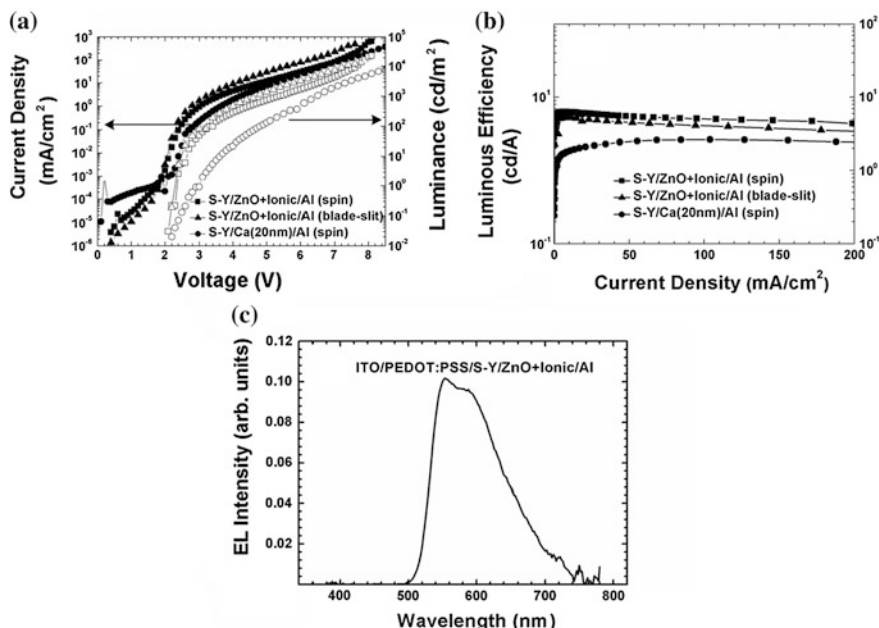 (a)
10³
10²
10¹
10⁰
10⁻¹
10⁻²
10⁻³
10⁻⁴
10⁻⁵
10⁻⁶
Current Density
(mA/cm²)
0 1 2 3 4 5 6 7 8
Voltage (V)
10⁵
10⁴
10³
10²
10¹
10⁰
10⁻¹
10⁻²
Luminance (cd/m²)
S-Y/ZnO+Ionic/Al (spin)
S-Y/ZnO+Ionic/Al (blade-slit)
S-Y/Ca(20nm)/Al (spin)
(b)
10¹
10⁰
10⁻¹
Luminous Efficiency
cd/A
0 50 100 150 200
Current Density (mA/cm²)
10¹
10⁰
10⁻¹
S-Y/ZnO+Ionic/Al (spin)
S-Y/ZnO+Ionic/Al (blade-slit)
S-Y/Ca(20nm)/Al (spin)
(c)
0.12
0.10
0.08
0.06
0.04
0.02
EL Intensity (arb. units)
ITO/PEDOT:PSS/S-Y/ZnO+Ionic/Al
400 500 600 700 800
Wavelength (nm)